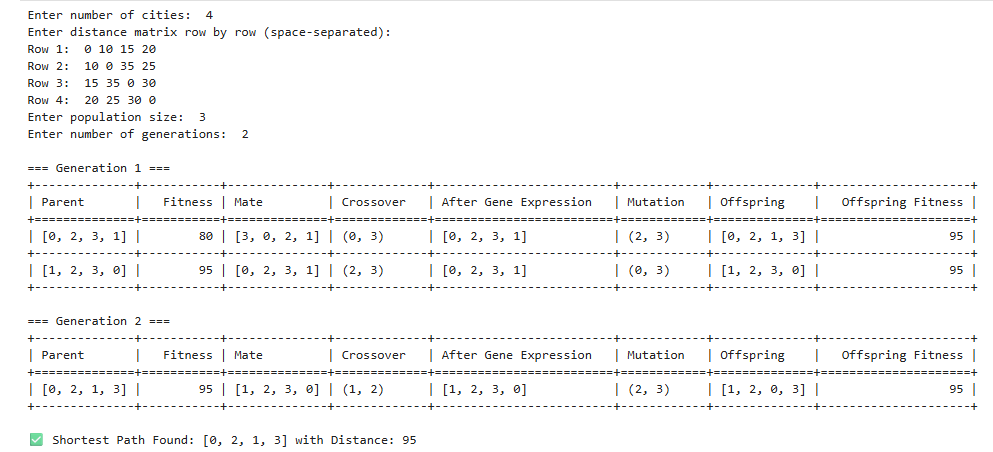 Enter number of cities:  4
Enter distance matrix row by row (space-separated):
Row 1:  0 10 15 20
Row 2:  10 0 35 25
Row 3:  15 35 0 30
Row 4:  20 25 30 0
Enter population size:  3
Enter number of generations:  2

=== Generation 1 ===
+--------------+-----------+--------------+-------------+-------------------------+------------+--------------+---------------------+
| Parent       |   Fitness | Mate         | Crossover   | After Gene Expression   | Mutation   | Offspring    |   Offspring Fitness |
+==============+===========+==============+=============+=========================+============+==============+=====================+
| [0, 2, 3, 1] |        80 | [3, 0, 2, 1] | (0, 3)      | [0, 2, 3, 1]            | (2, 3)     | [0, 2, 1, 3] |                  95 |
+--------------+-----------+--------------+-------------+-------------------------+------------+--------------+---------------------+
| [1, 2, 3, 0] |        95 | [0, 2, 3, 1] | (2, 3)      | [0, 2, 3, 1]            | (0, 3)     | [1, 2, 3, 0] |                  95 |
+--------------+-----------+--------------+-------------+-------------------------+------------+--------------+---------------------+

=== Generation 2 ===
+--------------+-----------+--------------+-------------+-------------------------+------------+--------------+---------------------+
| Parent       |   Fitness | Mate         | Crossover   | After Gene Expression   | Mutation   | Offspring    |   Offspring Fitness |
+==============+===========+==============+=============+=========================+============+==============+=====================+
| [0, 2, 1, 3] |        95 | [1, 2, 3, 0] | (1, 2)      | [1, 2, 3, 0]            | (2, 3)     | [1, 2, 0, 3] |                  95 |
+--------------+-----------+--------------+-------------+-------------------------+------------+--------------+---------------------+

✅ Shortest Path Found: [0, 2, 1, 3] with Distance: 95